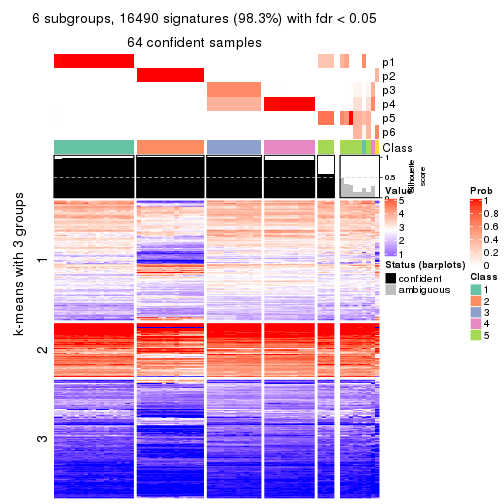 6 subgroups, 16490 signatures (98.3%) with fdr < 0.05
64 confident samples
p1
p2
p3
p4
p5
p6
Class
1
0.5
0
Silhouette
score
k-means with 3 groups
1
2
3
Value
5
4
3
2
1
Status (barplots)
confident
ambiguous
Prob
1
0.8
0.6
0.4
0.2
0
Class
1
2
3
4
5